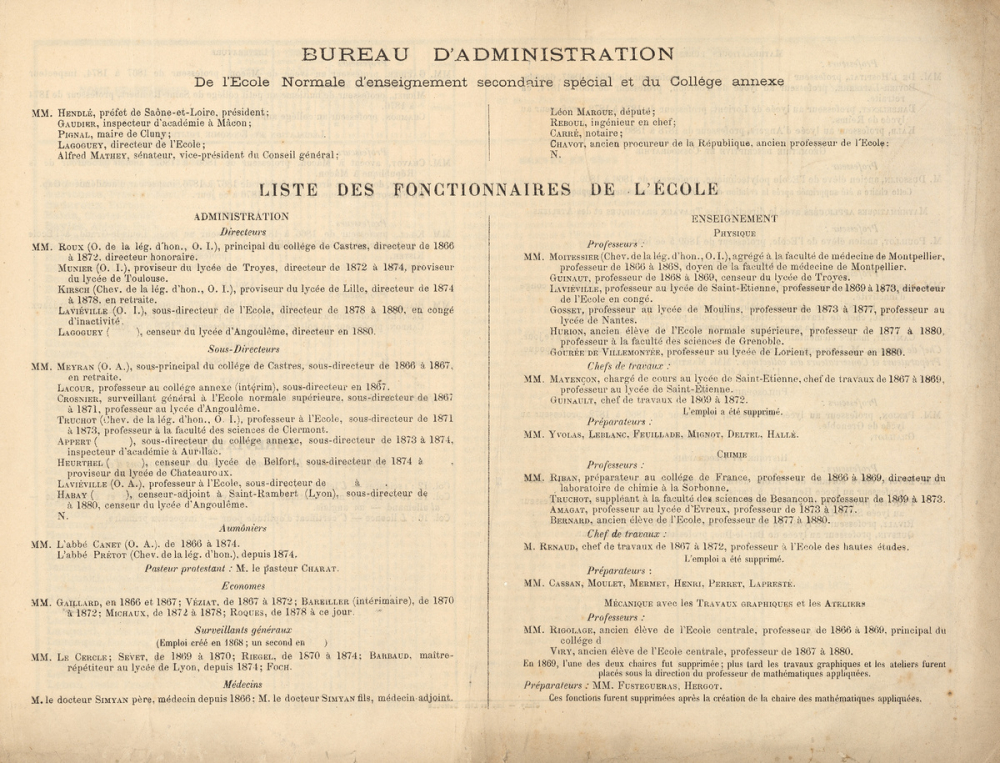 BUREAU D'ADMINISTRATION
De l'Ecole Normale d'enseignement secondaire spécial et du Collége annexe
MM. HENDLÉ, préfet de Saône-et-Loire, président;
GAUDIER, inspecteur d'académie à Mâcon;
PIGNAL, maire de Cluny;
LAGOGUEY, directeur de l'Ecole;
Alfred MATHEY, sénateur, vice-président du Conseil général;
Léon MARGUE, député;
REBOUL, ingénieur en chef;
CARRÉ, notaire;
CHAVOT, ancien procureur de la République, ancien professeur de l'Ecole;
N.
LISTE DES FONCTIONNAIRES DE L'ÉCOLE
ADMINISTRATION
Directeurs
MM. ROUX (O. de la lég. d'hon., O. I.), principal du collége de Castres, directeur de 1866
à 1872, directeur honoraire.
MUNIER (O. I.), proviseur du lycée de Troyes, directeur de 1872 à 1874, proviseur
du lycée de Toulouse.
KIRSCH (Chev. de la lég. d'hon., O. I.), proviseur du lycée de Lille, directeur de 1874
à 1878, en retraite.
LAVIÉVILLE (O. I.), sous-directeur de l'Ecole, directeur de 1878 à 1880, en congé
d'inactivité
LAGOGUEY ( ), censeur du lycée d'Angoulême, directeur en 1880.
Sous-Directeurs
MM. MEYRAN (O. A.), sous-principal du collége de Castres, sous-directeur de 1866 à 1867,
en retraite.
LACOUR, professeur au collége annexe (intérim), sous-directeur en 1867.
CROSNIER, surveillant général à l'Ecole normale supérieure, sous-directeur de 1867
à 1871, professeur au lycée d'Angoulême.
TRUCHOT (Chev. de la lég. d'hon., O. I.), professeur à l'Ecole, sous-directeur de 1871
à 1873, professeur à la faculté des sciences de Clermont.
APPERT ( ), sous-directeur du collége annexe, sous-directeur de 1873 à 1874,
inspecteur d'académie à Aurillac.
HEURTHEL ( ), censeur du lycée de Belfort, sous-directeur de 1874 à .
proviseur du lycée de Chateauroux.
LAVIÉVILLE (O. A.), professeur à l'Ecole, sous-directeur de à .
HABAY ( ), censeur-adjoint à Saint-Rambert (Lyon), sous-directeur de
à 1880, censeur du lycée d'Angoulême.
N.
Aumôniers
MM. L'abbé CANET (O. A.). de 1866 à 1874.
L'abbé PRÉTOT (Chev. de la lég. d'hon.), depuis 1874.
Pasteur protestant : M. le pasteur CHARAT.
Economes
MM. GAILLARD, en 1866 et 1867; VÉZIAT, de 1867 à 1872; BAREILLER (intérimaire), de 1870
à 1872; MICHAUX, de 1872 à 1878; ROQUES, de 1878 à ce jour
Surveillants généraux
(Emploi créé en 1868; un second en )
MM. LE CERCLE; SEVET, de 1869 à 1870; RIEGEL, de 1870 à 1874; BARBAUD, maître-
répétiteur au lycée de Lyon, depuis 1874; FOCH.
Médecins
M. le docteur SIMYAN père, médecin depuis 1866; M. le docteur SIMYAN fils, médecin adjoint.
ENSEIGNEMENT
PHYSIQUE
Professeurs :
MM. MOITESSIER (Chev. de la lég. d'hon., O. I.), agrégé à la faculté de médecine de Montpellier,
professeur de 1866 à 1868, doyen de la faculté de médecine de Montpellier.
GUINAUT, professeur de 1868 à 1869, censeur du lycée de Troyes.
LAVIÉVILLE, professeur au lycée de Saint-Etienne, professeur de 1869 à 1873, directeur
de l'Ecole en congé.
GOSSET, professeur au lycée de Moulins, professeur de 1873 à 1877, professeur au
lycée de Nantes.
HURION, ancien élève de l'Ecole normale supérieure, professeur de 1877 à 1880,
professeur à la faculté des sciences de Grenoble.
GOURÉE DE VILLEMONTÉE, professeur au lycée de Lorient, professeur en 1880.
Chefs de travaux :
MM. MAYENÇON, chargé de cours au lycée de Saint-Etienne, chef de travaux de 1867 à 1869,
professeur au lycée de Saint-Etienne.
GUINAULT, chef de travaux de 1869 à 1872.
L'emploi a été supprimé.
Préparateurs :
MM. YVOLAS, LEBLANC, FEUILLADE, MIGNOT, DELTEL, HALLÉ.
CHIMIE
Professeurs :
MM. RIBAN, préparateur au collége de France, professeur de 1866 à 1869, directeur du
laboratoire de chimie à la Sorbonne.
TRUCHOT, suppléant à la faculté des sciences de Besançon, professeur de 1869 à 1873.
AMAGAT, professeur au lycée d'Evreux, professeur de 1873 à 1877.
BERNARD, ancien élève de l'Ecole, professeur de 1877 à 1880.
Chef de travaux :
M. RENAUD, chef de travaux de 1867 à 1872, professeur à l'Ecole des hautes études.
L'emploi a été supprimé.
Préparateurs :
MM. CASSAN, MOULET, MERMET, HENRI, PERRET, LAPRESTE.
MÉCANIQUE avec les TRAVAUX GRAPHIQUES et les ATELIERS
Professeurs :
MM. RIGOLAGE, ancien élève de l'Ecole centrale, professeur de 1866 à 1869, principal du
collége d
VIRY, ancien élève de l'Ecole centrale, professeur de 1867 à 1880.
En 1869, l'une des deux chaires fut supprimée; plus tard les travaux graphiques et les ateliers furent
placés sous la direction du professeur de mathématiques appliquées.
Préparateurs : MM. FUSTEGUERAS, HERGOT.
Ces fonctions furent supprimées après la création de la chaire des mathématiques appliquées.